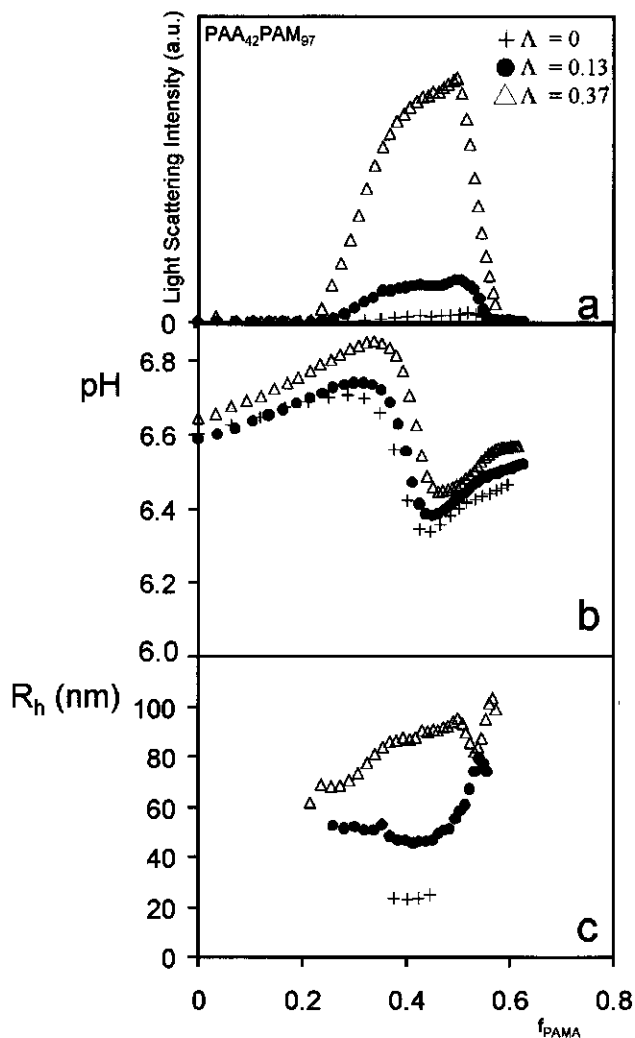 Light Scattering Intensity (a.u.)
PAA₄₂PAM₉₇
+ Λ = 0
● Λ = 0.13
△ Λ = 0.37
0
a
pH
6.8
6.6
6.4
6.2
6.0
b
Rₕ (nm)
100
80
60
40
20
0
c
0 0.2 0.4 0.6 0.8
f_PAMA